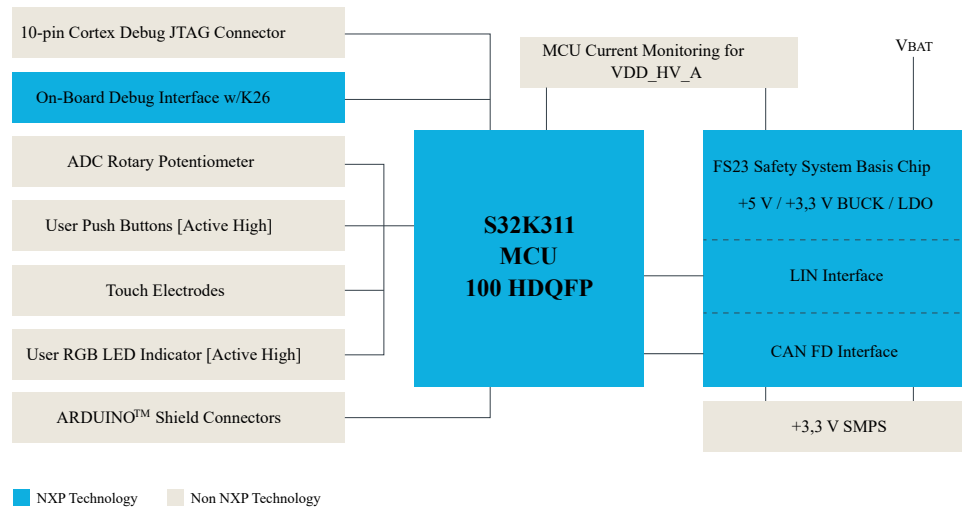 10-pin Cortex Debug JTAG Connector
On-Board Debug Interface w/K26
ADC Rotary Potentiometer
User Push Buttons [Active High]
Touch Electrodes
User RGB LED Indicator [Active High]
ARDUINO™ Shield Connectors
MCU Current Monitoring for
VDD_HV_A
VBAT
S32K311
MCU
100 HDQFP
FS23 Safety System Basis Chip
+5 V / +3,3 V BUCK / LDO
LIN Interface
CAN FD Interface
+3,3 V SMPS
NXP Technology
Non NXP Technology